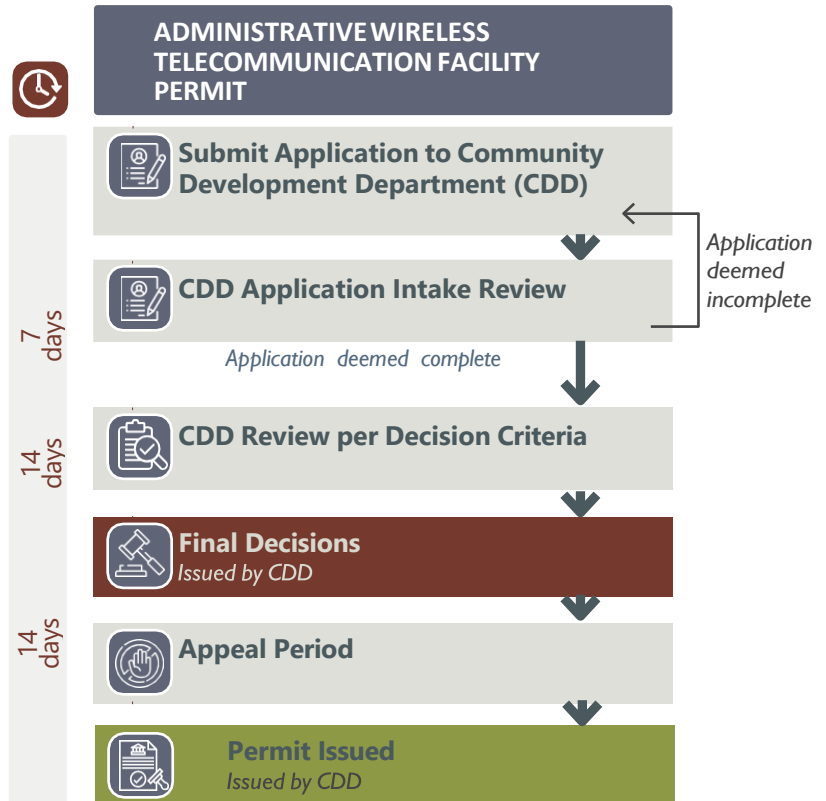 ADMINISTRATIVE WIRELESS
TELECOMMUNICATION FACILITY
PERMIT
Submit Application to Community
Development Department (CDD)
Application
deemed
incomplete
CDD Application Intake Review
7
days
Application deemed complete
CDD Review per Decision Criteria
14
days
Final Decisions
Issued by CDD
14
days
Appeal Period
Permit Issued
Issued by CDD